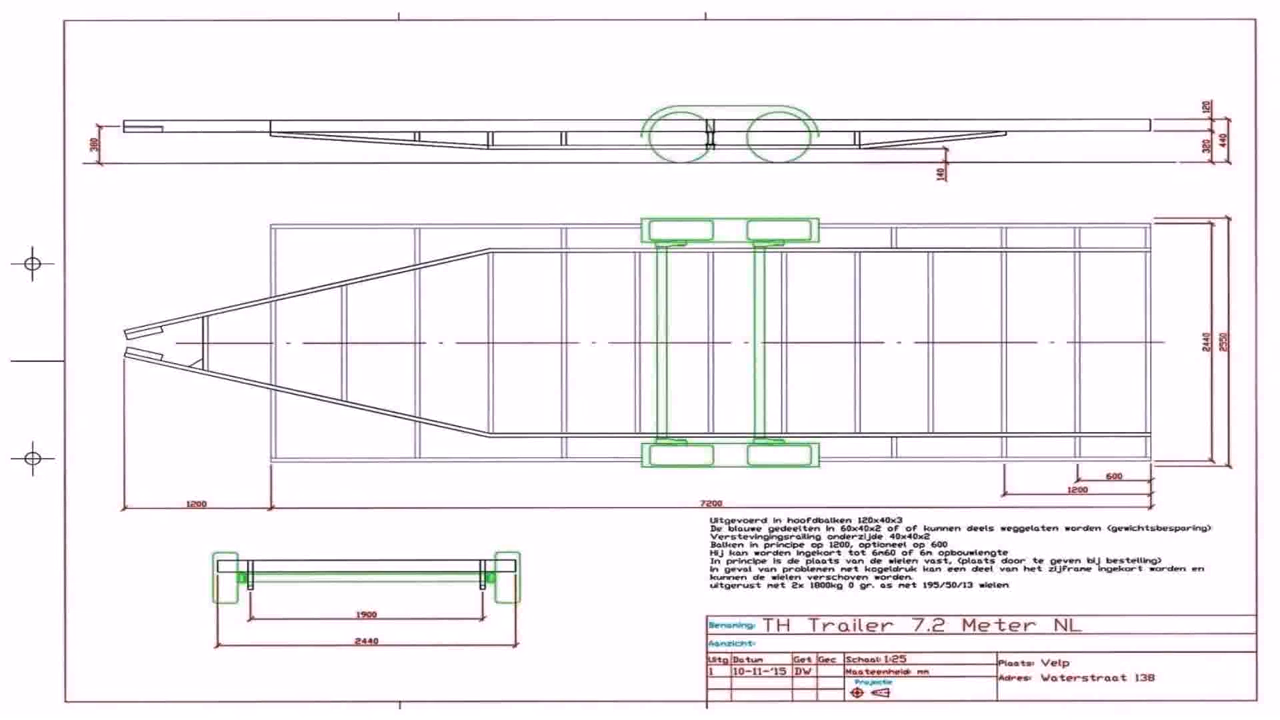 120
380
320
440
140
2440
2550
600
1200
1200
7200
Uitgevoerd in hoofdbalken 120x40x3
De blauwe gedeelten in 60x40x2 of of kunnen deels weggelaten worden (gewichtsbesparing)
Verstevigingsrailing onderzijde 40x40x2
Balken in principe op 1200, optioneel op 600
Hij kan worden ingekort tot 6m60 of 6m opbouwlengte
In principe is de plaats van de wielen vast, (plaats door te geven bij bestelling)
In geval van problemen met kogeldruk kan een deel van het zijframe ingekort worden en
kunnen de wielen verschoven worden.
uitgerust met 2x 1800kg 0 gr. as met 195/50/13 wielen
1900
2440
Benaming: TH Trailer 7.2 Meter NL
Aanzicht:
Uitg Datum Get Gec Schaal: 1:25
1 10-11-'15 DW Maateenheid: mm
Projectie
Plaats: Velp
Adres: Waterstraat 13B